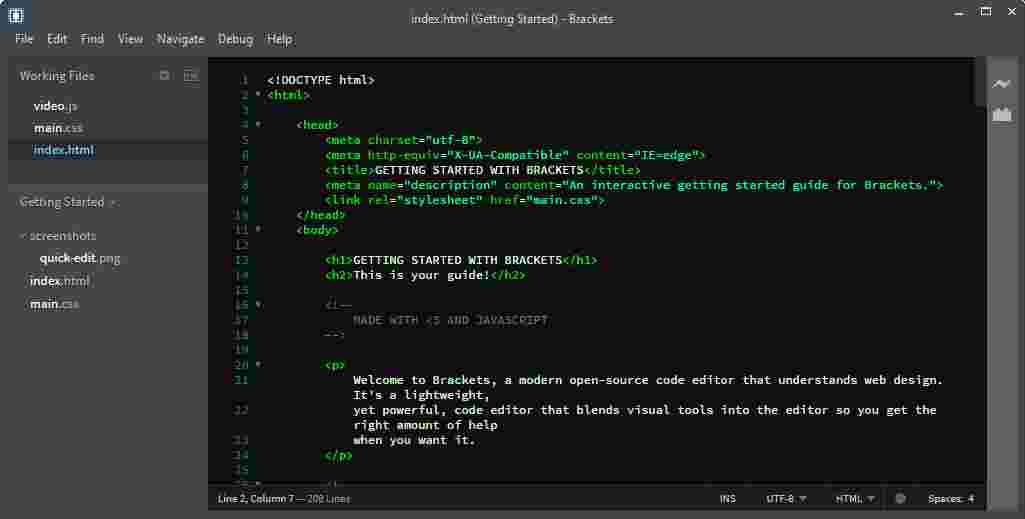 index.html (Getting Started) - Brackets
File Edit Find View Navigate Debug Help
Working Files
video.js
main.css
index.html
Getting Started
screenshots
quick-edit.png
index.html
main.css
1 <!DOCTYPE html>
2 <html>
3
4 <head>
5 <meta charset="utf-8">
6 <meta http-equiv="X-UA-Compatible" content="IE=edge">
7 <title>GETTING STARTED WITH BRACKETS</title>
8 <meta name="description" content="An interactive getting started guide for Brackets.">
9 <link rel="stylesheet" href="main.css">
10 </head>
11 <body>
12
13 <h1>GETTING STARTED WITH BRACKETS</h1>
14 <h2>This is your guide!</h2>
15
16 <!--
17 MADE WITH <3 AND JAVASCRIPT
18 -->
19
20 <p>
21 Welcome to Brackets, a modern open-source code editor that understands web design.
It's a lightweight,
22 yet powerful, code editor that blends visual tools into the editor so you get the
right amount of help
23 when you want it.
24 </p>
25
Line 2, Column 7 — 208 Lines
INS UTF-8 HTML Spaces: 4